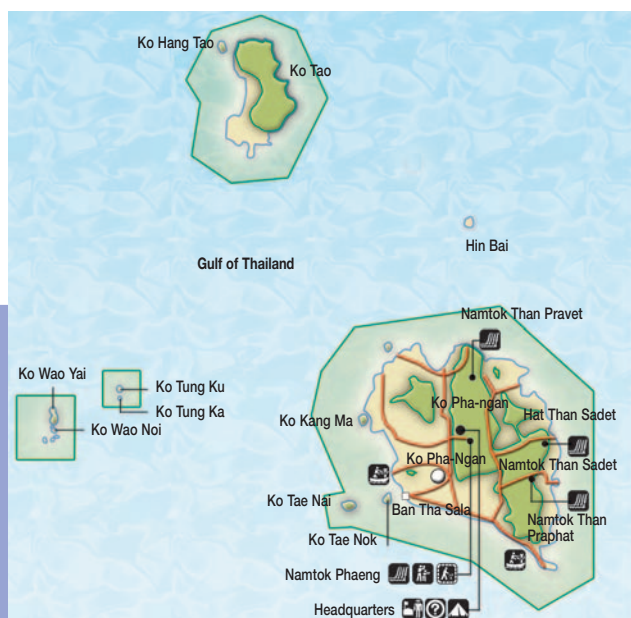 Ko Hang Tao
Ko Tao
Hin Bai
Gulf of Thailand
Namtok Than Pravet
Ko Wao Yai
Ko Tung Ku
Ko Tung Ka
Ko Wao Noi
Ko Pha-ngan
Hat Than Sadet
Ko Kang Ma
Ko Pha-Ngan
Namtok Than Sadet
Ko Tae Nai
Ban Tha Sala
Namtok Than
Praphat
Ko Tae Nok
Namtok Phaeng
Headquarters
?